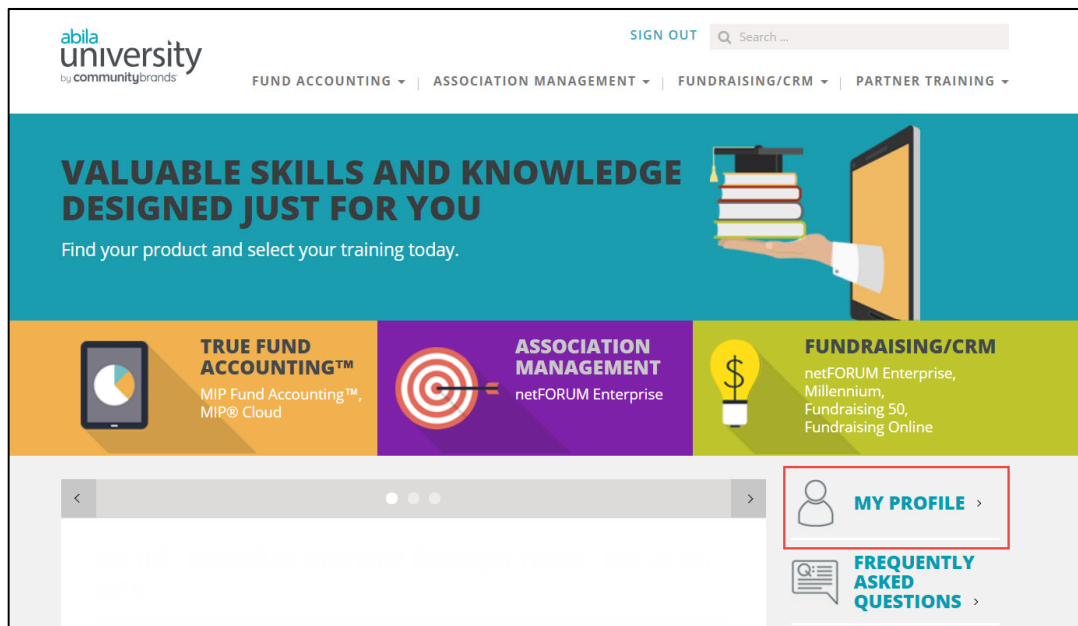 abila
university
by communitybrands
SIGN OUT
Search ...
FUND ACCOUNTING
ASSOCIATION MANAGEMENT
FUNDRAISING/CRM
PARTNER TRAINING
VALUABLE SKILLS AND KNOWLEDGE
DESIGNED JUST FOR YOU
Find your product and select your training today.
TRUE FUND
ACCOUNTING™
MIP Fund Accounting™,
MIP® Cloud
ASSOCIATION
MANAGEMENT
netFORUM Enterprise
$
FUNDRAISING/CRM
netFORUM Enterprise,
Millennium,
Fundraising 50,
Fundraising Online
MY PROFILE
Q:
FREQUENTLY
ASKED
QUESTIONS